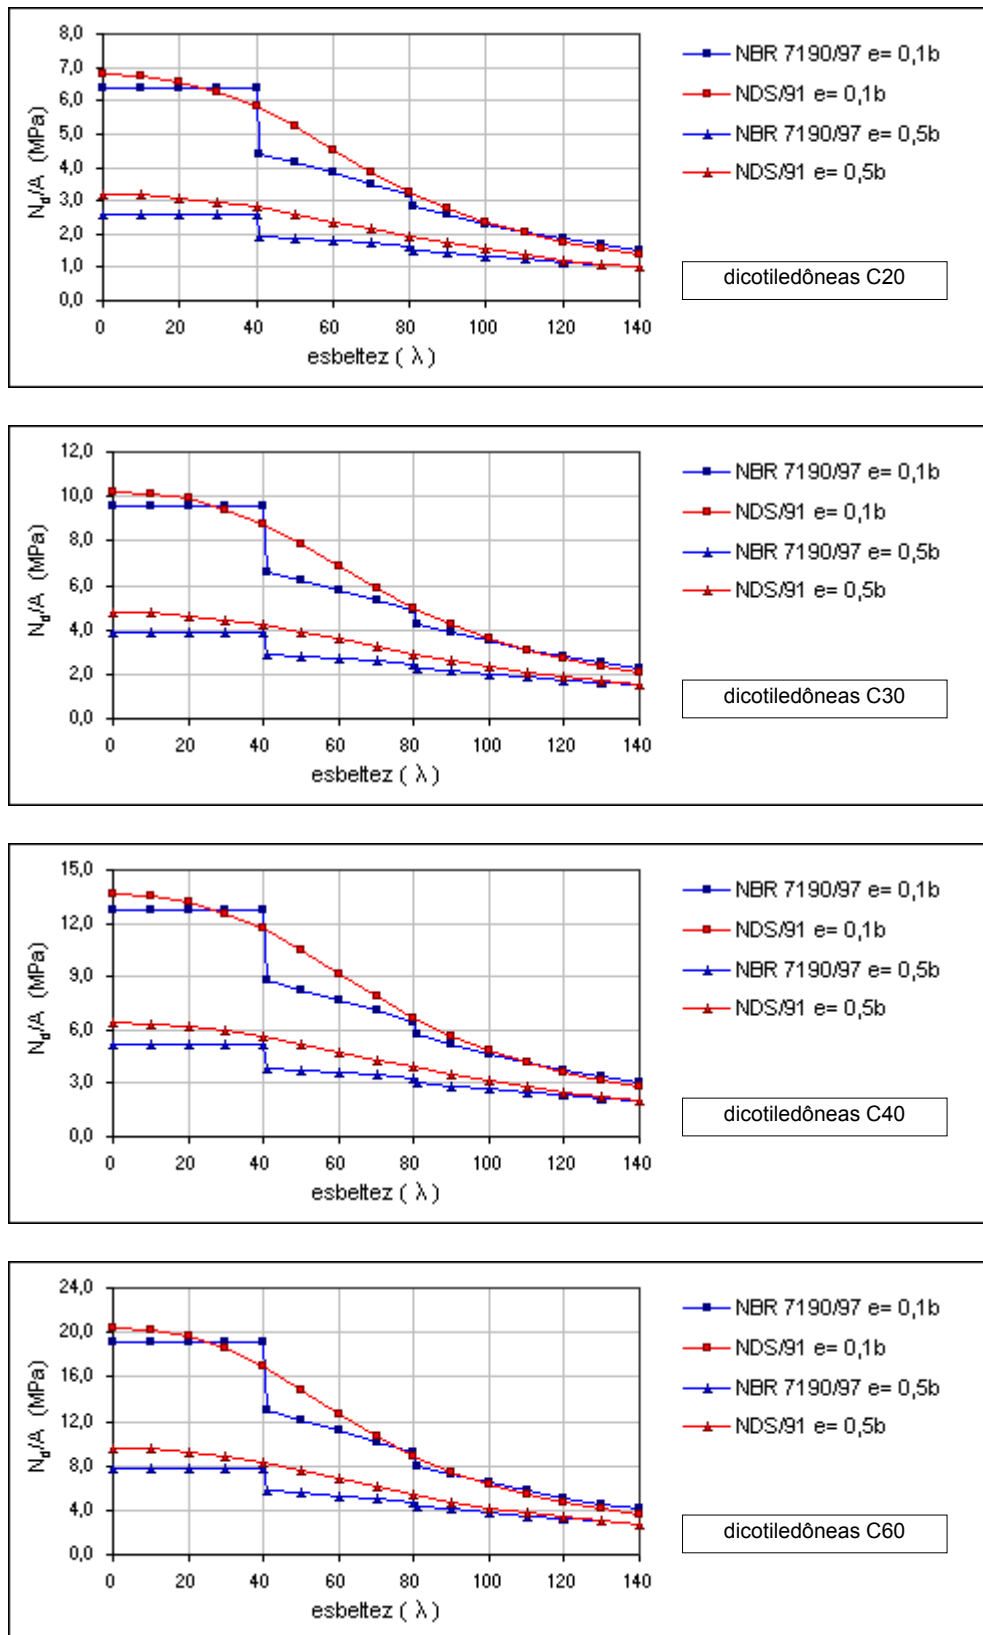 8,0
7,0
6,0
5,0
4,0
3,0
2,0
1,0
0,0
N_d/A (MPa)
0 20 40 60 80 100 120 140
esbeltez ( λ )
NBR 7190/97 e= 0,1b
NDS/91 e= 0,1b
NBR 7190/97 e= 0,5b
NDS/91 e= 0,5b
dicotiledôneas C20
12,0
10,0
8,0
6,0
4,0
2,0
0,0
N_d/A (MPa)
0 20 40 60 80 100 120 140
esbeltez ( λ )
NBR 7190/97 e= 0,1b
NDS/91 e= 0,1b
NBR 7190/97 e= 0,5b
NDS/91 e= 0,5b
dicotiledôneas C30
15,0
12,0
9,0
6,0
3,0
0,0
N_d/A (MPa)
0 20 40 60 80 100 120 140
esbeltez ( λ )
NBR 7190/97 e= 0,1b
NDS/91 e= 0,1b
NBR 7190/97 e= 0,5b
NDS/91 e= 0,5b
dicotiledôneas C40
24,0
20,0
16,0
12,0
8,0
4,0
0,0
N_d/A (MPa)
0 20 40 60 80 100 120 140
esbeltez ( λ )
NBR 7190/97 e= 0,1b
NDS/91 e= 0,1b
NBR 7190/97 e= 0,5b
NDS/91 e= 0,5b
dicotiledôneas C60